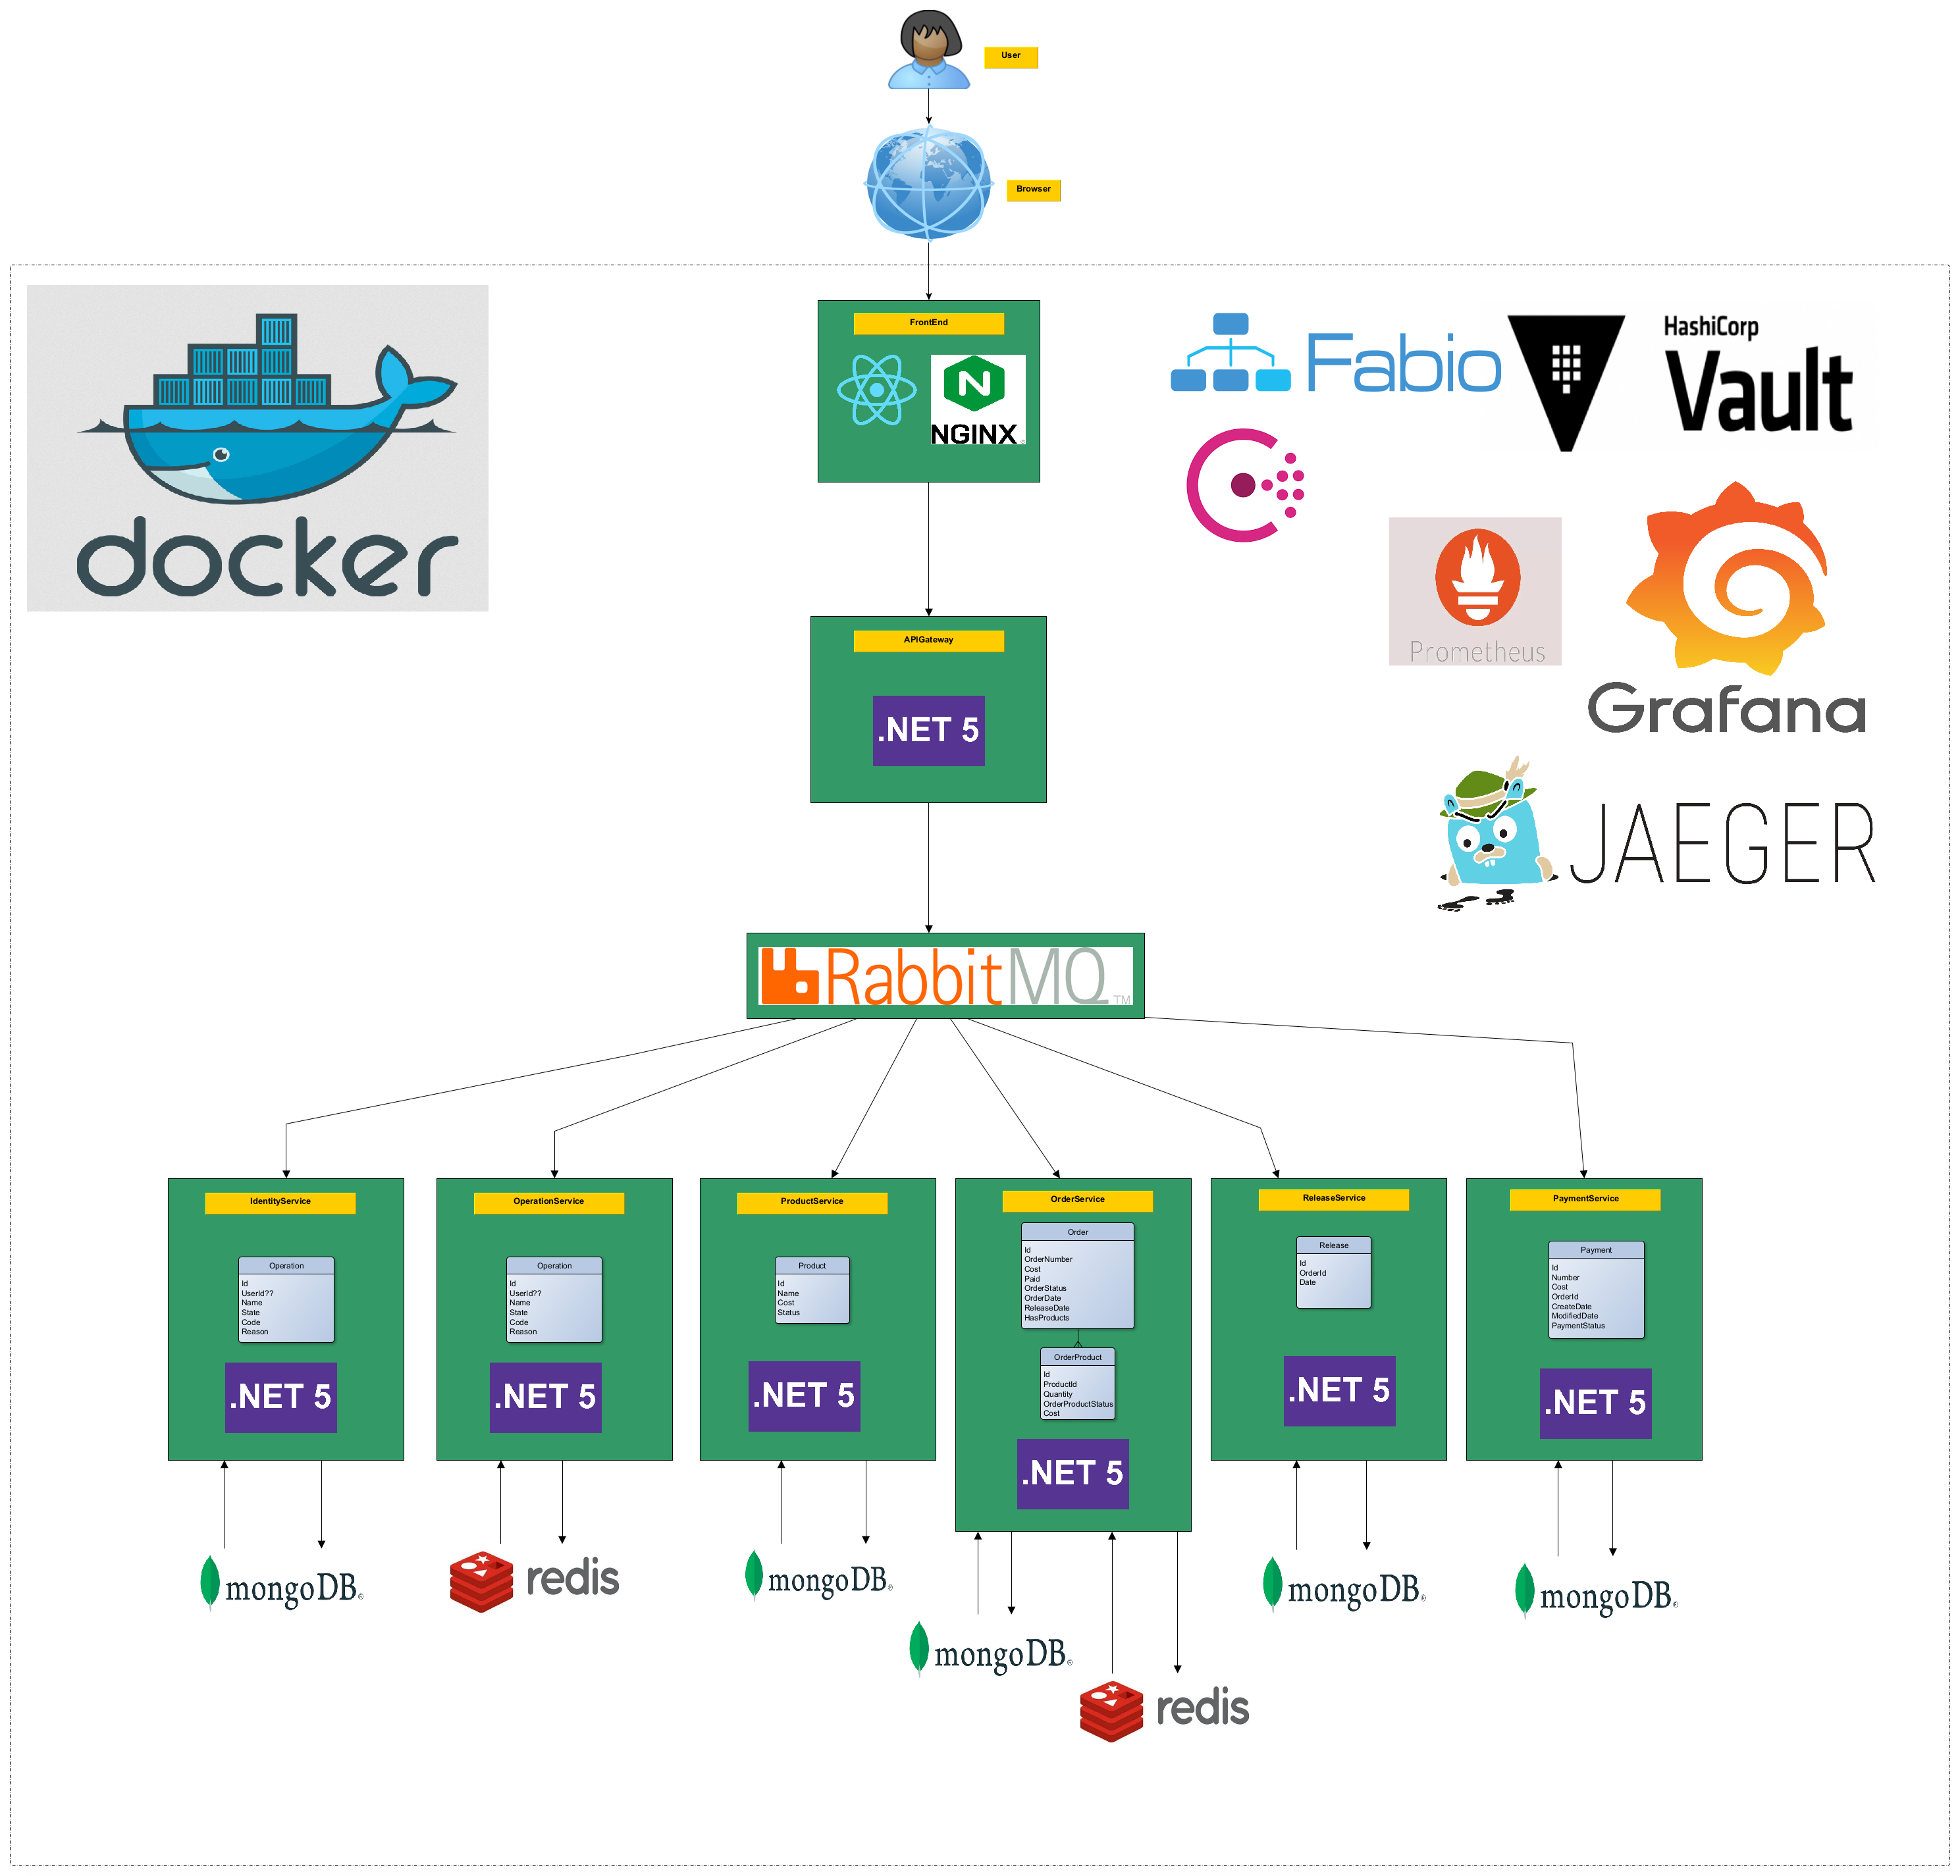 User
Browser
docker
FrontEnd
NGINX
Fabio
HashiCorp
Vault
Prometheus
Grafana
APIGateway
.NET 5
JAEGER
RabbitMQ TM
IdentityService
Operation
Id
UserId??
Name
State
Code
Reason
.NET 5
mongoDB
OperationService
Operation
Id
UserId??
Name
State
Code
Reason
.NET 5
redis
ProductService
Product
Id
Name
Cost
Status
.NET 5
mongoDB
OrderService
Order
Id
OrderNumber
Cost
Paid
OrderStatus
OrderDate
ReleaseDate
HasProducts
OrderProduct
Id
ProductId
Quantity
OrderProductStatus
Cost
.NET 5
mongoDB
redis
ReleaseService
Release
Id
OrderId
Date
.NET 5
mongoDB
PaymentService
Payment
Id
Number
Cost
OrderId
CreateDate
ModifiedDate
PaymentStatus
.NET 5
mongoDB